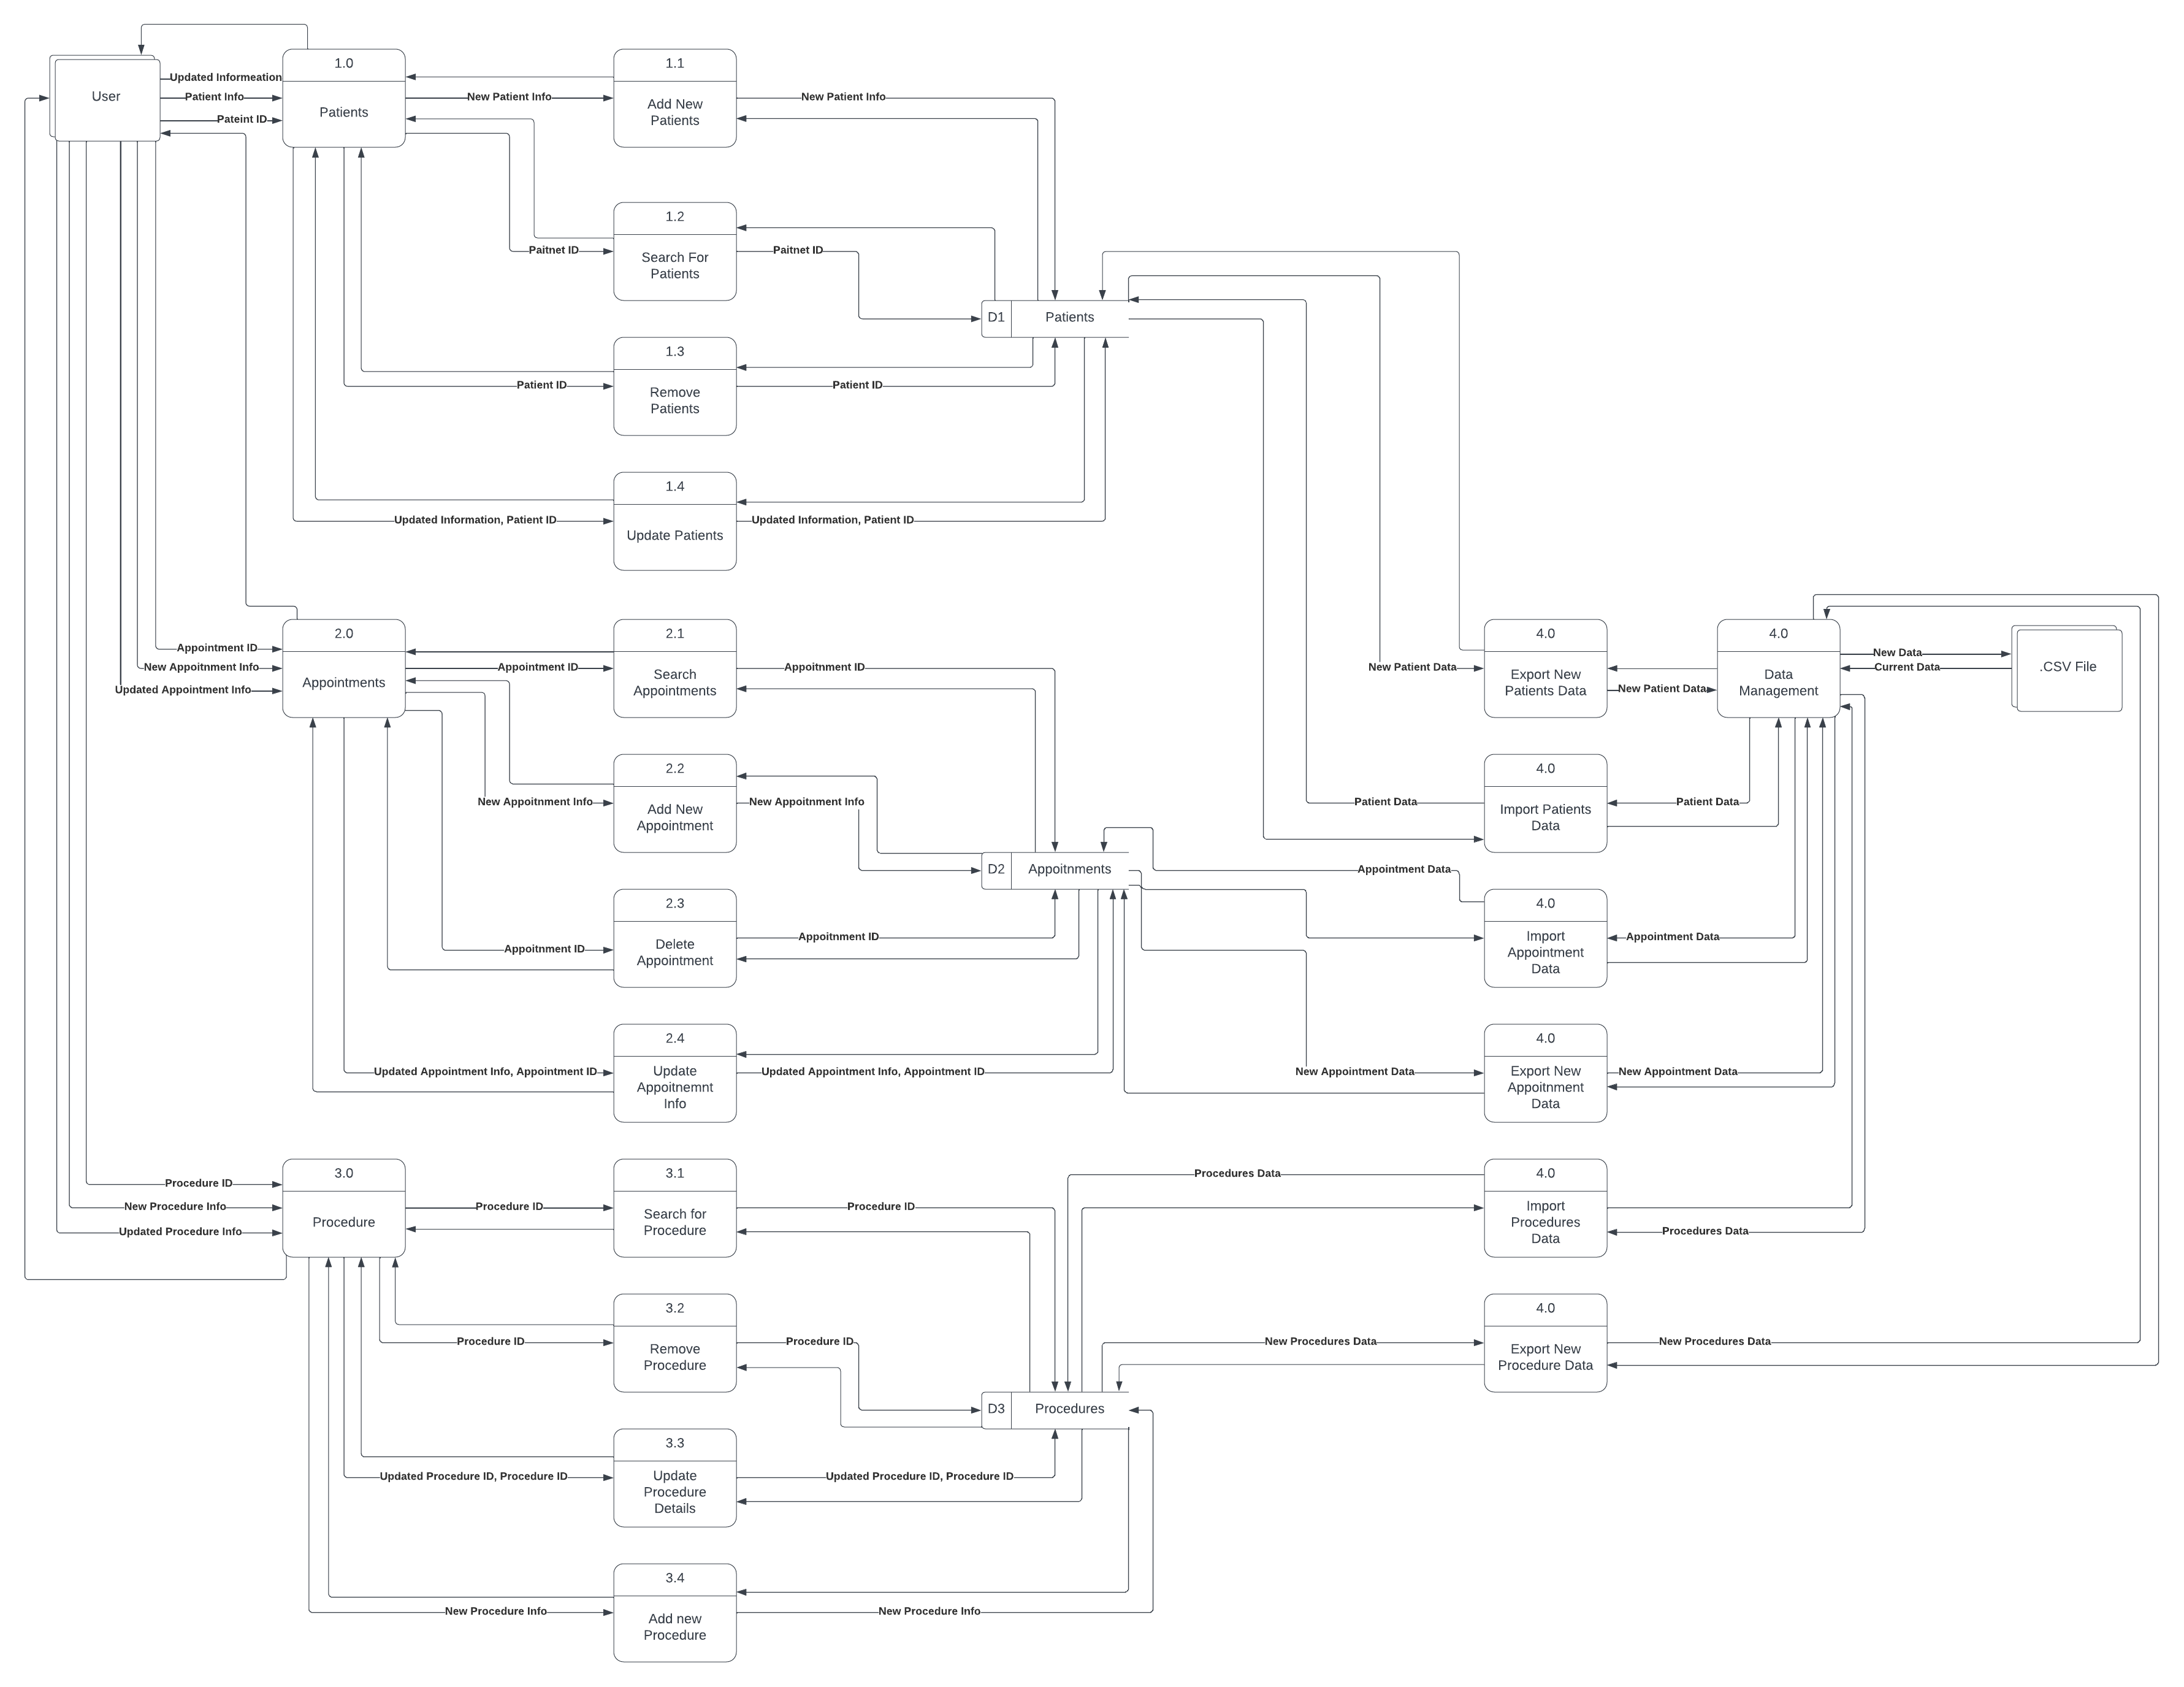 1.0
1.1
User
Updated Informeation
Patient Info
Pateint ID
Patients
New Patient Info
Add New
Patients
New Patient Info
1.2
Paitnet ID
Search For
Patients
Paitnet ID
D1
Patients
1.3
Patient ID
Remove
Patients
Patient ID
1.4
Updated Information, Patient ID
Update Patients
Updated Information, Patient ID
2.0
2.1
Appointment ID
New Appoitnment Info
Updated Appointment Info
Appointments
Appointment ID
Search
Appointments
Appoitnment ID
New Patient Data
4.0
Export New
Patients Data
New Patient Data
4.0
Data
Management
New Data
Current Data
.CSV File
2.2
New Appoitnment Info
Add New
Appointment
New Appoitnment Info
Patient Data
4.0
Import Patients
Data
Patient Data
D2
Appoitnments
Appointment Data
2.3
Appoitnment ID
Delete
Appointment
Appoitnment ID
4.0
Import
Appointment
Data
Appointment Data
2.4
Updated Appointment Info, Appointment ID
Update
Appoitnemnt
Info
Updated Appointment Info, Appointment ID
New Appointment Data
4.0
Export New
Appoitnment
Data
New Appointment Data
3.0
3.1
Procedure ID
New Procedure Info
Updated Procedure Info
Procedure
Procedure ID
Search for
Procedure
Procedure ID
Procedures Data
4.0
Import
Procedures
Data
Procedures Data
3.2
Procedure ID
Remove
Procedure
Procedure ID
New Procedures Data
4.0
Export New
Procedure Data
New Procedures Data
D3
Procedures
3.3
Updated Procedure ID, Procedure ID
Update
Procedure
Details
Updated Procedure ID, Procedure ID
3.4
New Procedure Info
Add new
Procedure
New Procedure Info